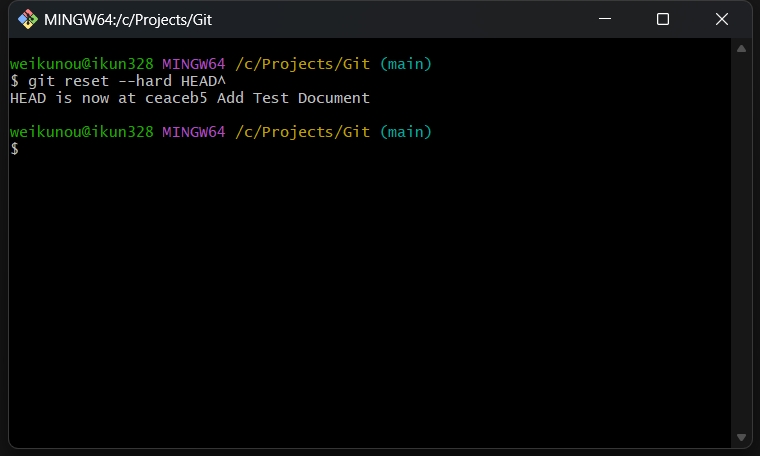 MINGW64:/c/Projects/Git
weikunou@ikun328 MINGW64 /c/Projects/Git (main)
$ git reset --hard HEAD^
HEAD is now at ceaceb5 Add Test Document
weikunou@ikun328 MINGW64 /c/Projects/Git (main)
$